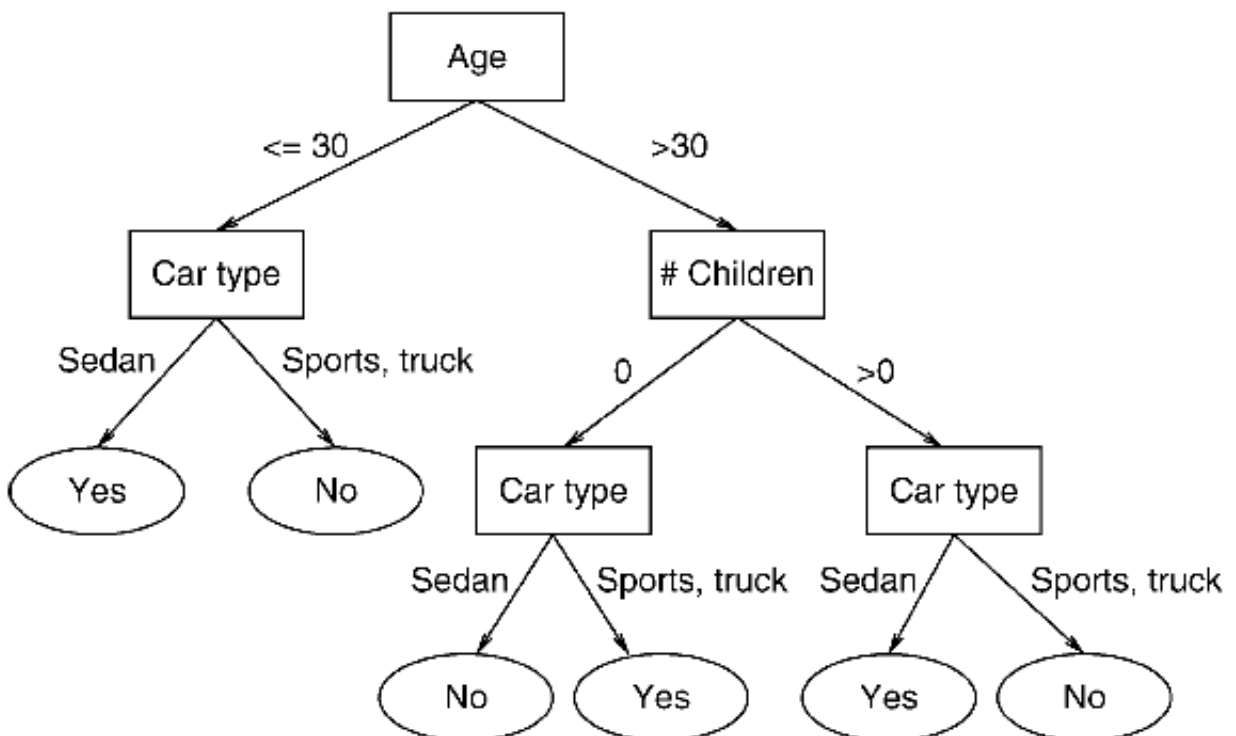 Age
<= 30
>30
Car type
# Children
Sedan
Sports, truck
0
>0
Yes
No
Car type
Car type
Sedan
Sports, truck
Sedan
Sports, truck
No
Yes
Yes
No